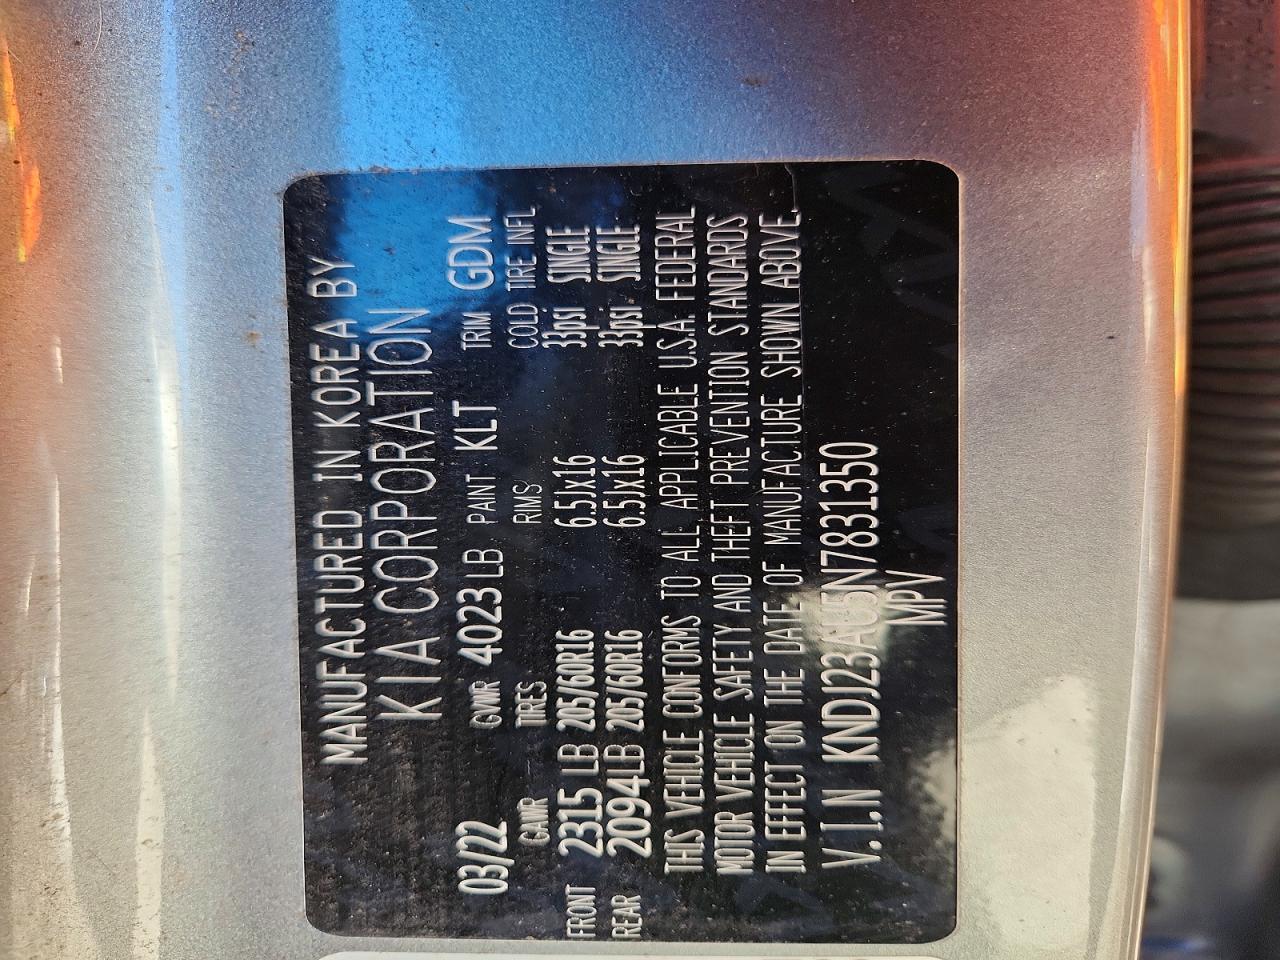 MANUFACTURED IN KOREA BY
KIA CORPORATION
03/22 GVWR 4023 LB PAINT KLT TRIM GDM
GAWR TIRES RIMS COLD TIRE INFL
FRONT 2315 LB 205/60R16 6.5Jx16 33psi SINGLE
REAR 2094LB 205/60R16 6.5Jx16 33psi SINGLE
THIS VEHICLE CONFORMS TO ALL APPLICABLE U.S.A. FEDERAL
MOTOR VEHICLE SAFETY AND THEFT PREVENTION STANDARDS
IN EFFECT ON THE DATE OF MANUFACTURE SHOWN ABOVE.
V.I.N KNDJ23AU5N7831350
MPV